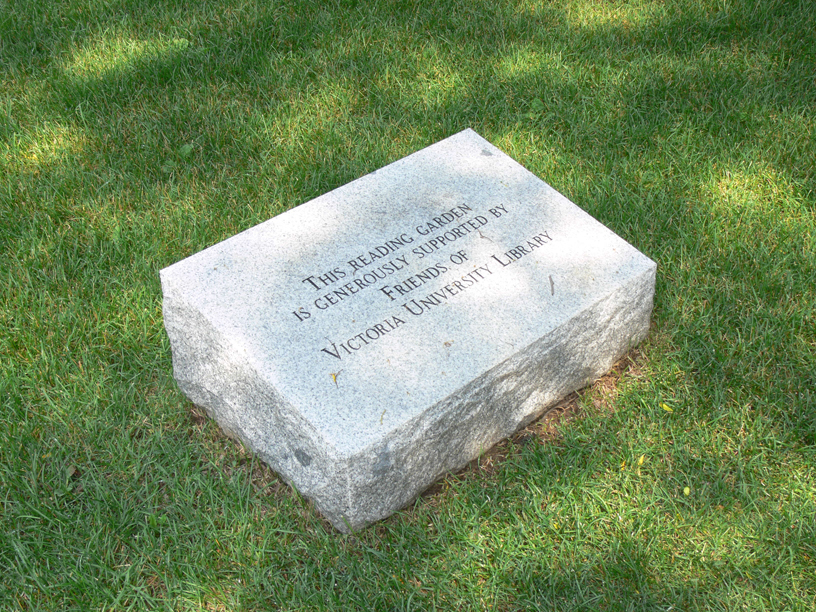 This reading garden
is generously supported by
Friends of
Victoria University Library